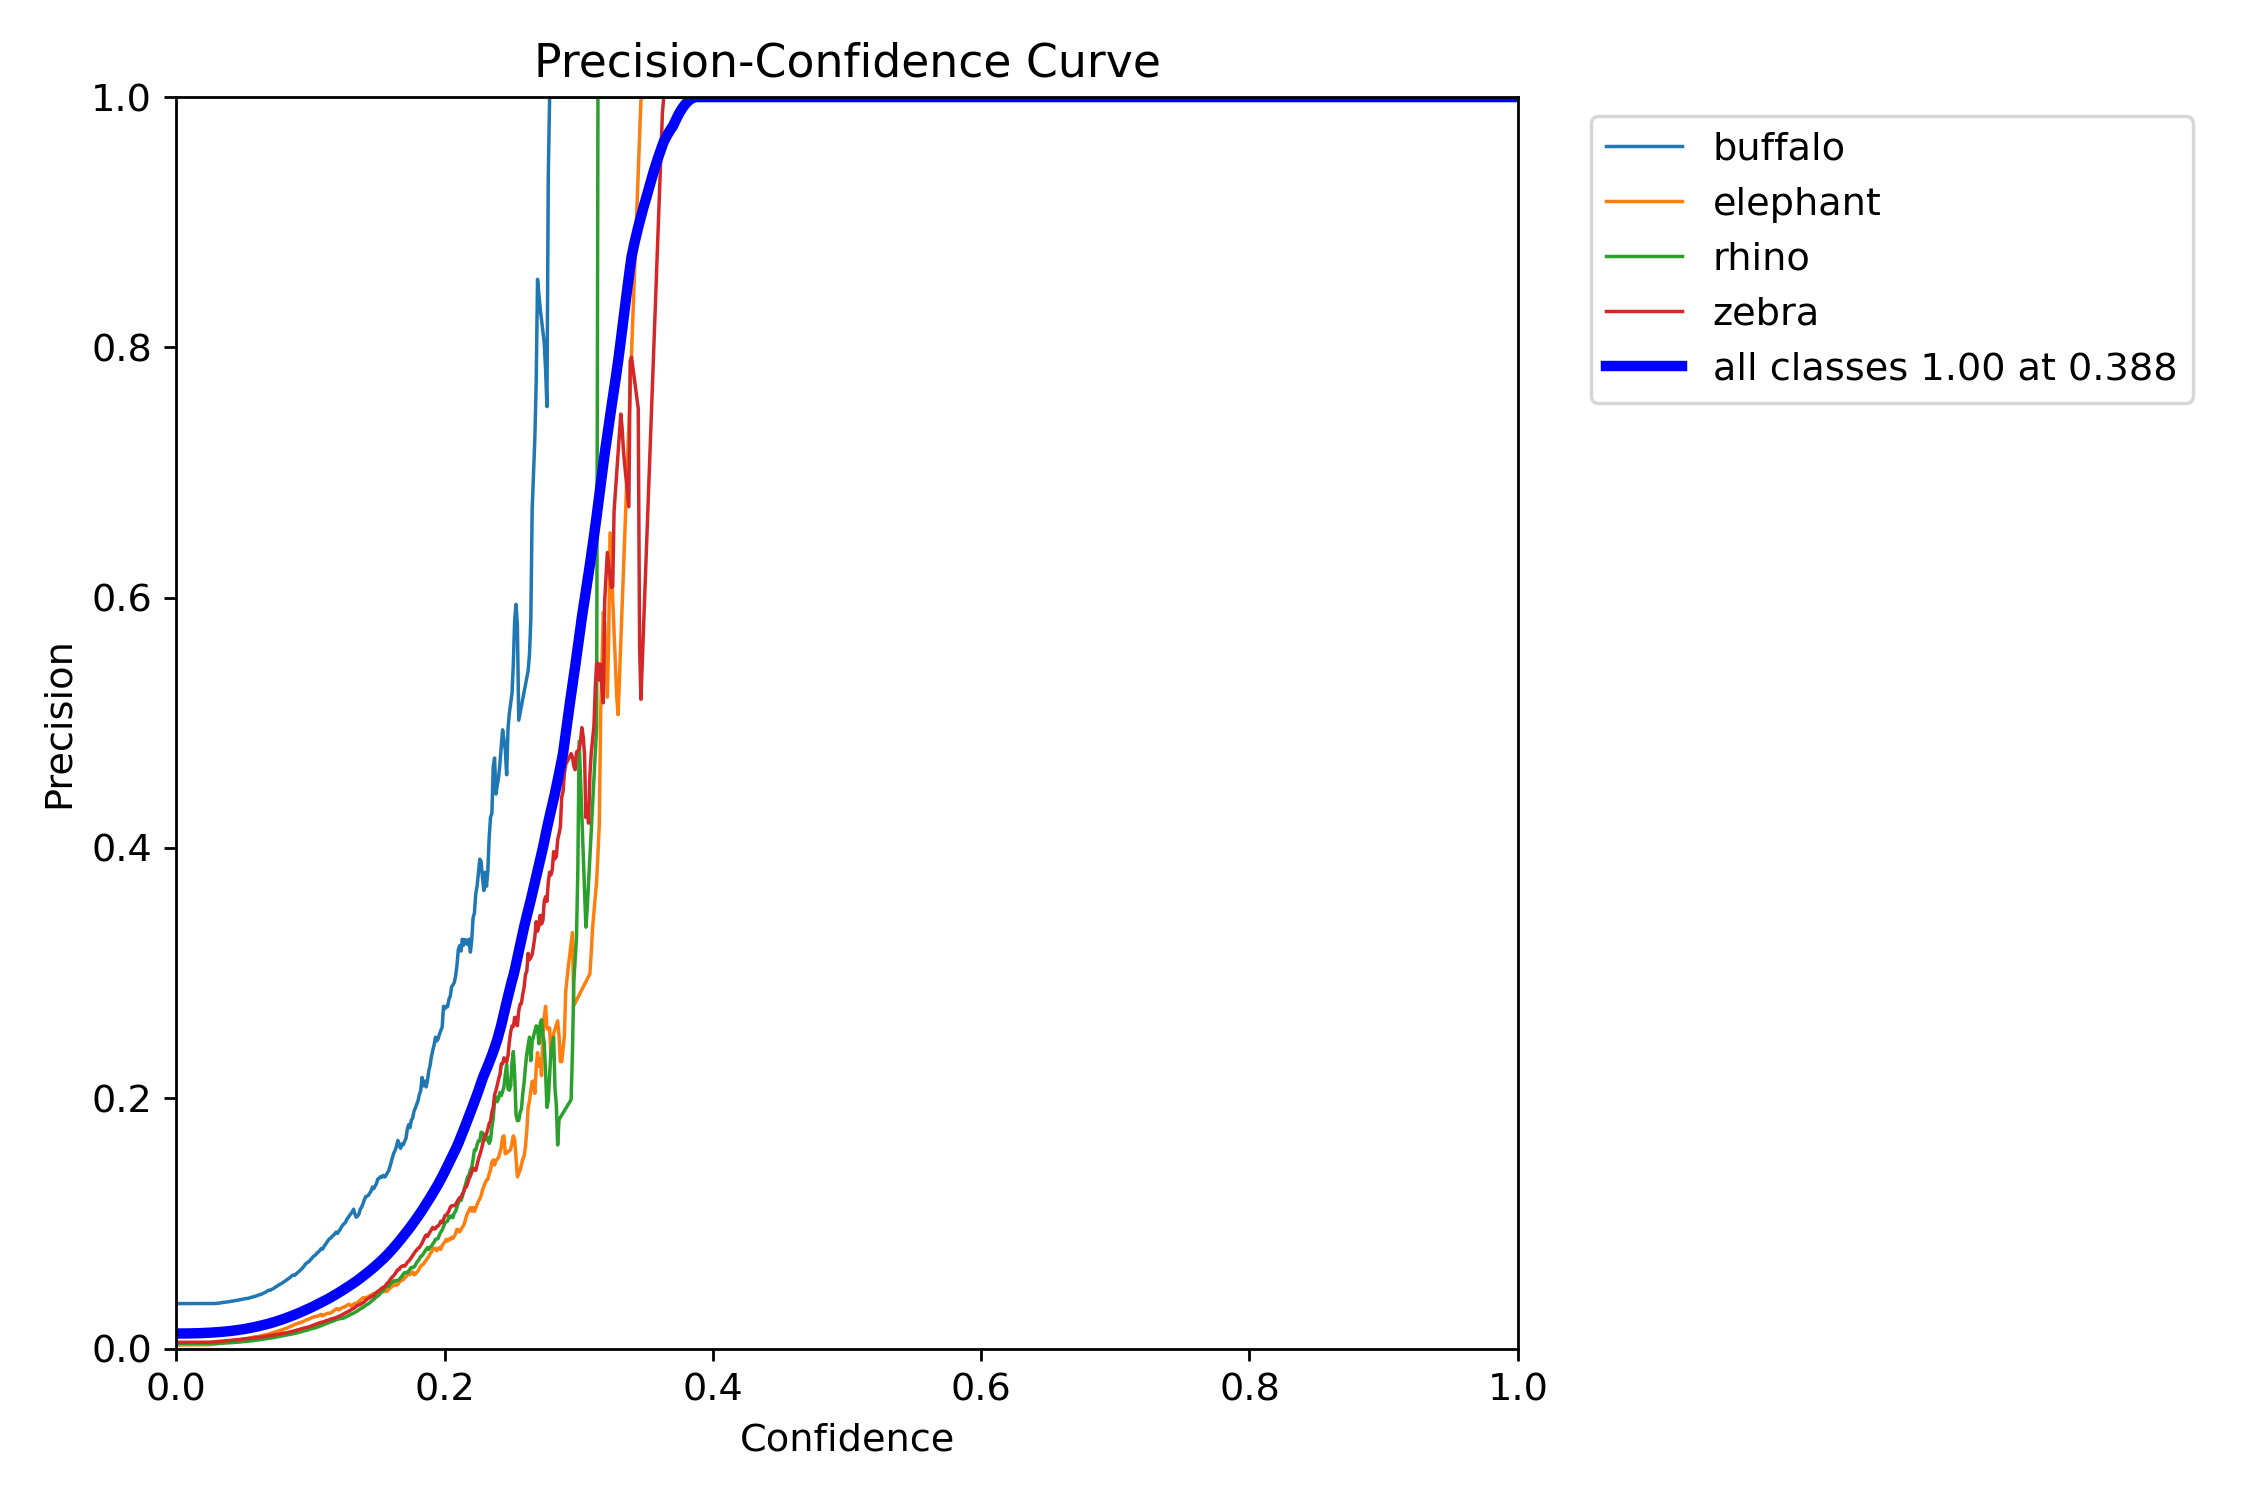 Precision-Confidence Curve
1.0
0.8
0.6
0.4
0.2
0.0
Precision
0.0 0.2 0.4 0.6 0.8 1.0
Confidence
buffalo
elephant
rhino
zebra
all classes 1.00 at 0.388